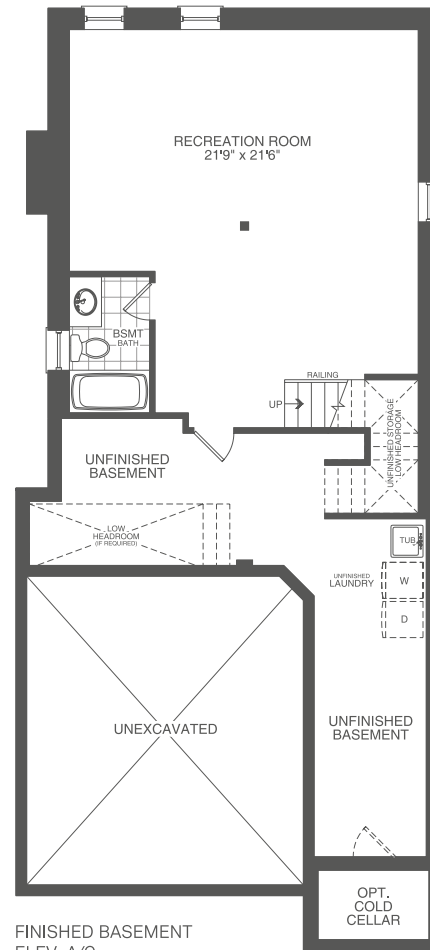 RECREATION ROOM
21'9" x 21'6"
BSMT
BATH
RAILING
UP
UNFINISHED STORAGE
LOW HEADROOM
UNFINISHED
BASEMENT
LOW
HEADROOM
(IF REQUIRED)
TUB
UNFINISHED
LAUNDRY
W
D
UNEXCAVATED
UNFINISHED
BASEMENT
OPT.
COLD
CELLAR
FINISHED BASEMENT